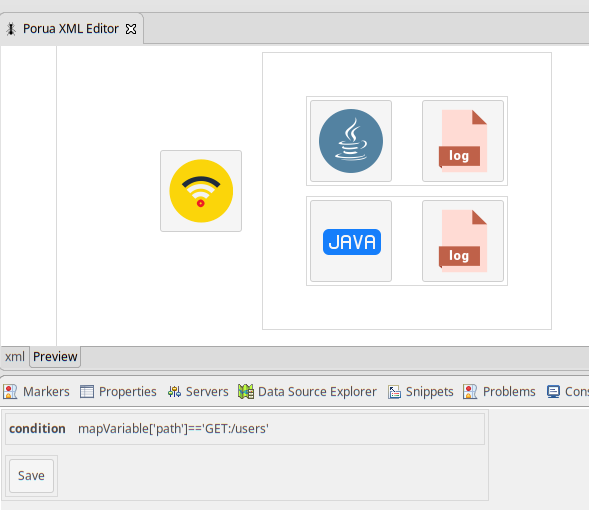 Porua XML Editor
log
JAVA
log
xml Preview
Markers Properties Servers Data Source Explorer Snippets Problems Cons
condition mapVariable['path']=='GET:/users'
Save